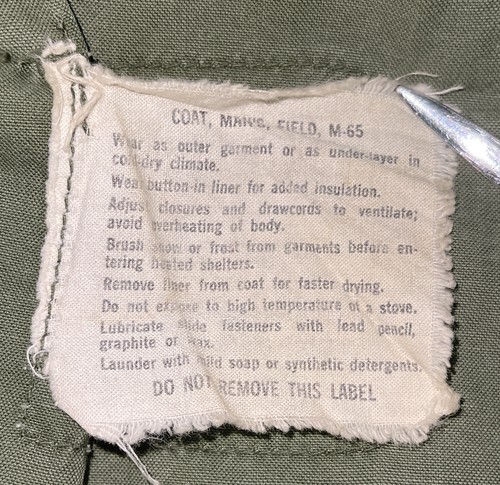 COAT, MAN'S, FIELD, M-65
Wear as outer garment or as under-layer in
cold-dry climate.
Wear button-in liner for added insulation.
Adjust closures and drawcords to ventilate;
avoid overheating of body.
Brush snow or frost from garments before en-
tering heated shelters.
Remove liner from coat for faster drying.
Do not expose to high temperature of a stove.
Lubricate slide fasteners with lead pencil,
graphite or wax.
Launder with mild soap or synthetic detergents.
DO NOT REMOVE THIS LABEL